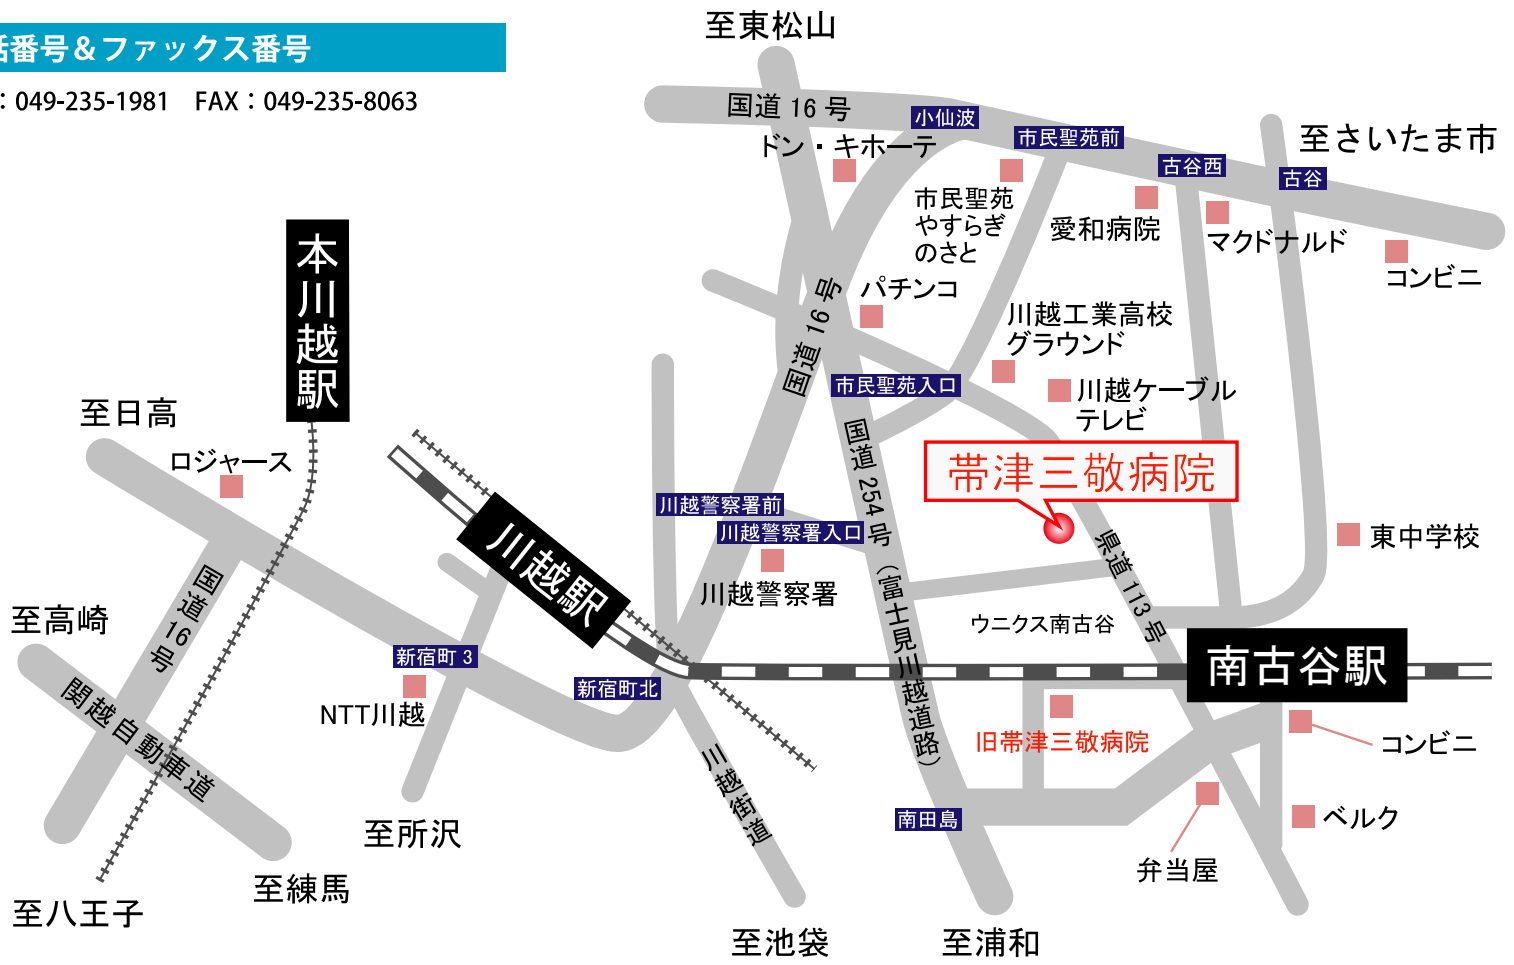 話番号＆ファックス番号
：049-235-1981　FAX：049-235-8063
至東松山
国道 16 号
小仙波
市民聖苑前
至さいたま市
ドン・キホーテ
古谷西
古谷
市民聖苑
やすらぎ
のさと
愛和病院
マクドナルド
コンビニ
本川越駅
パチンコ
国道 16 号
川越工業高校
グラウンド
市民聖苑入口
川越ケーブル
テレビ
至日高
ロジャース
国道 254 号（富士見川越道路）
帯津三敬病院
川越警察署前
川越警察署入口
川越警察署
川越駅
県道 113 号
東中学校
国道 16 号
至高崎
ウニクス南古谷
新宿町 3
新宿町北
南古谷駅
NTT川越
関越自動車道
旧帯津三敬病院
コンビニ
川越街道
南田島
ベルク
至所沢
弁当屋
至練馬
至八王子
至池袋
至浦和